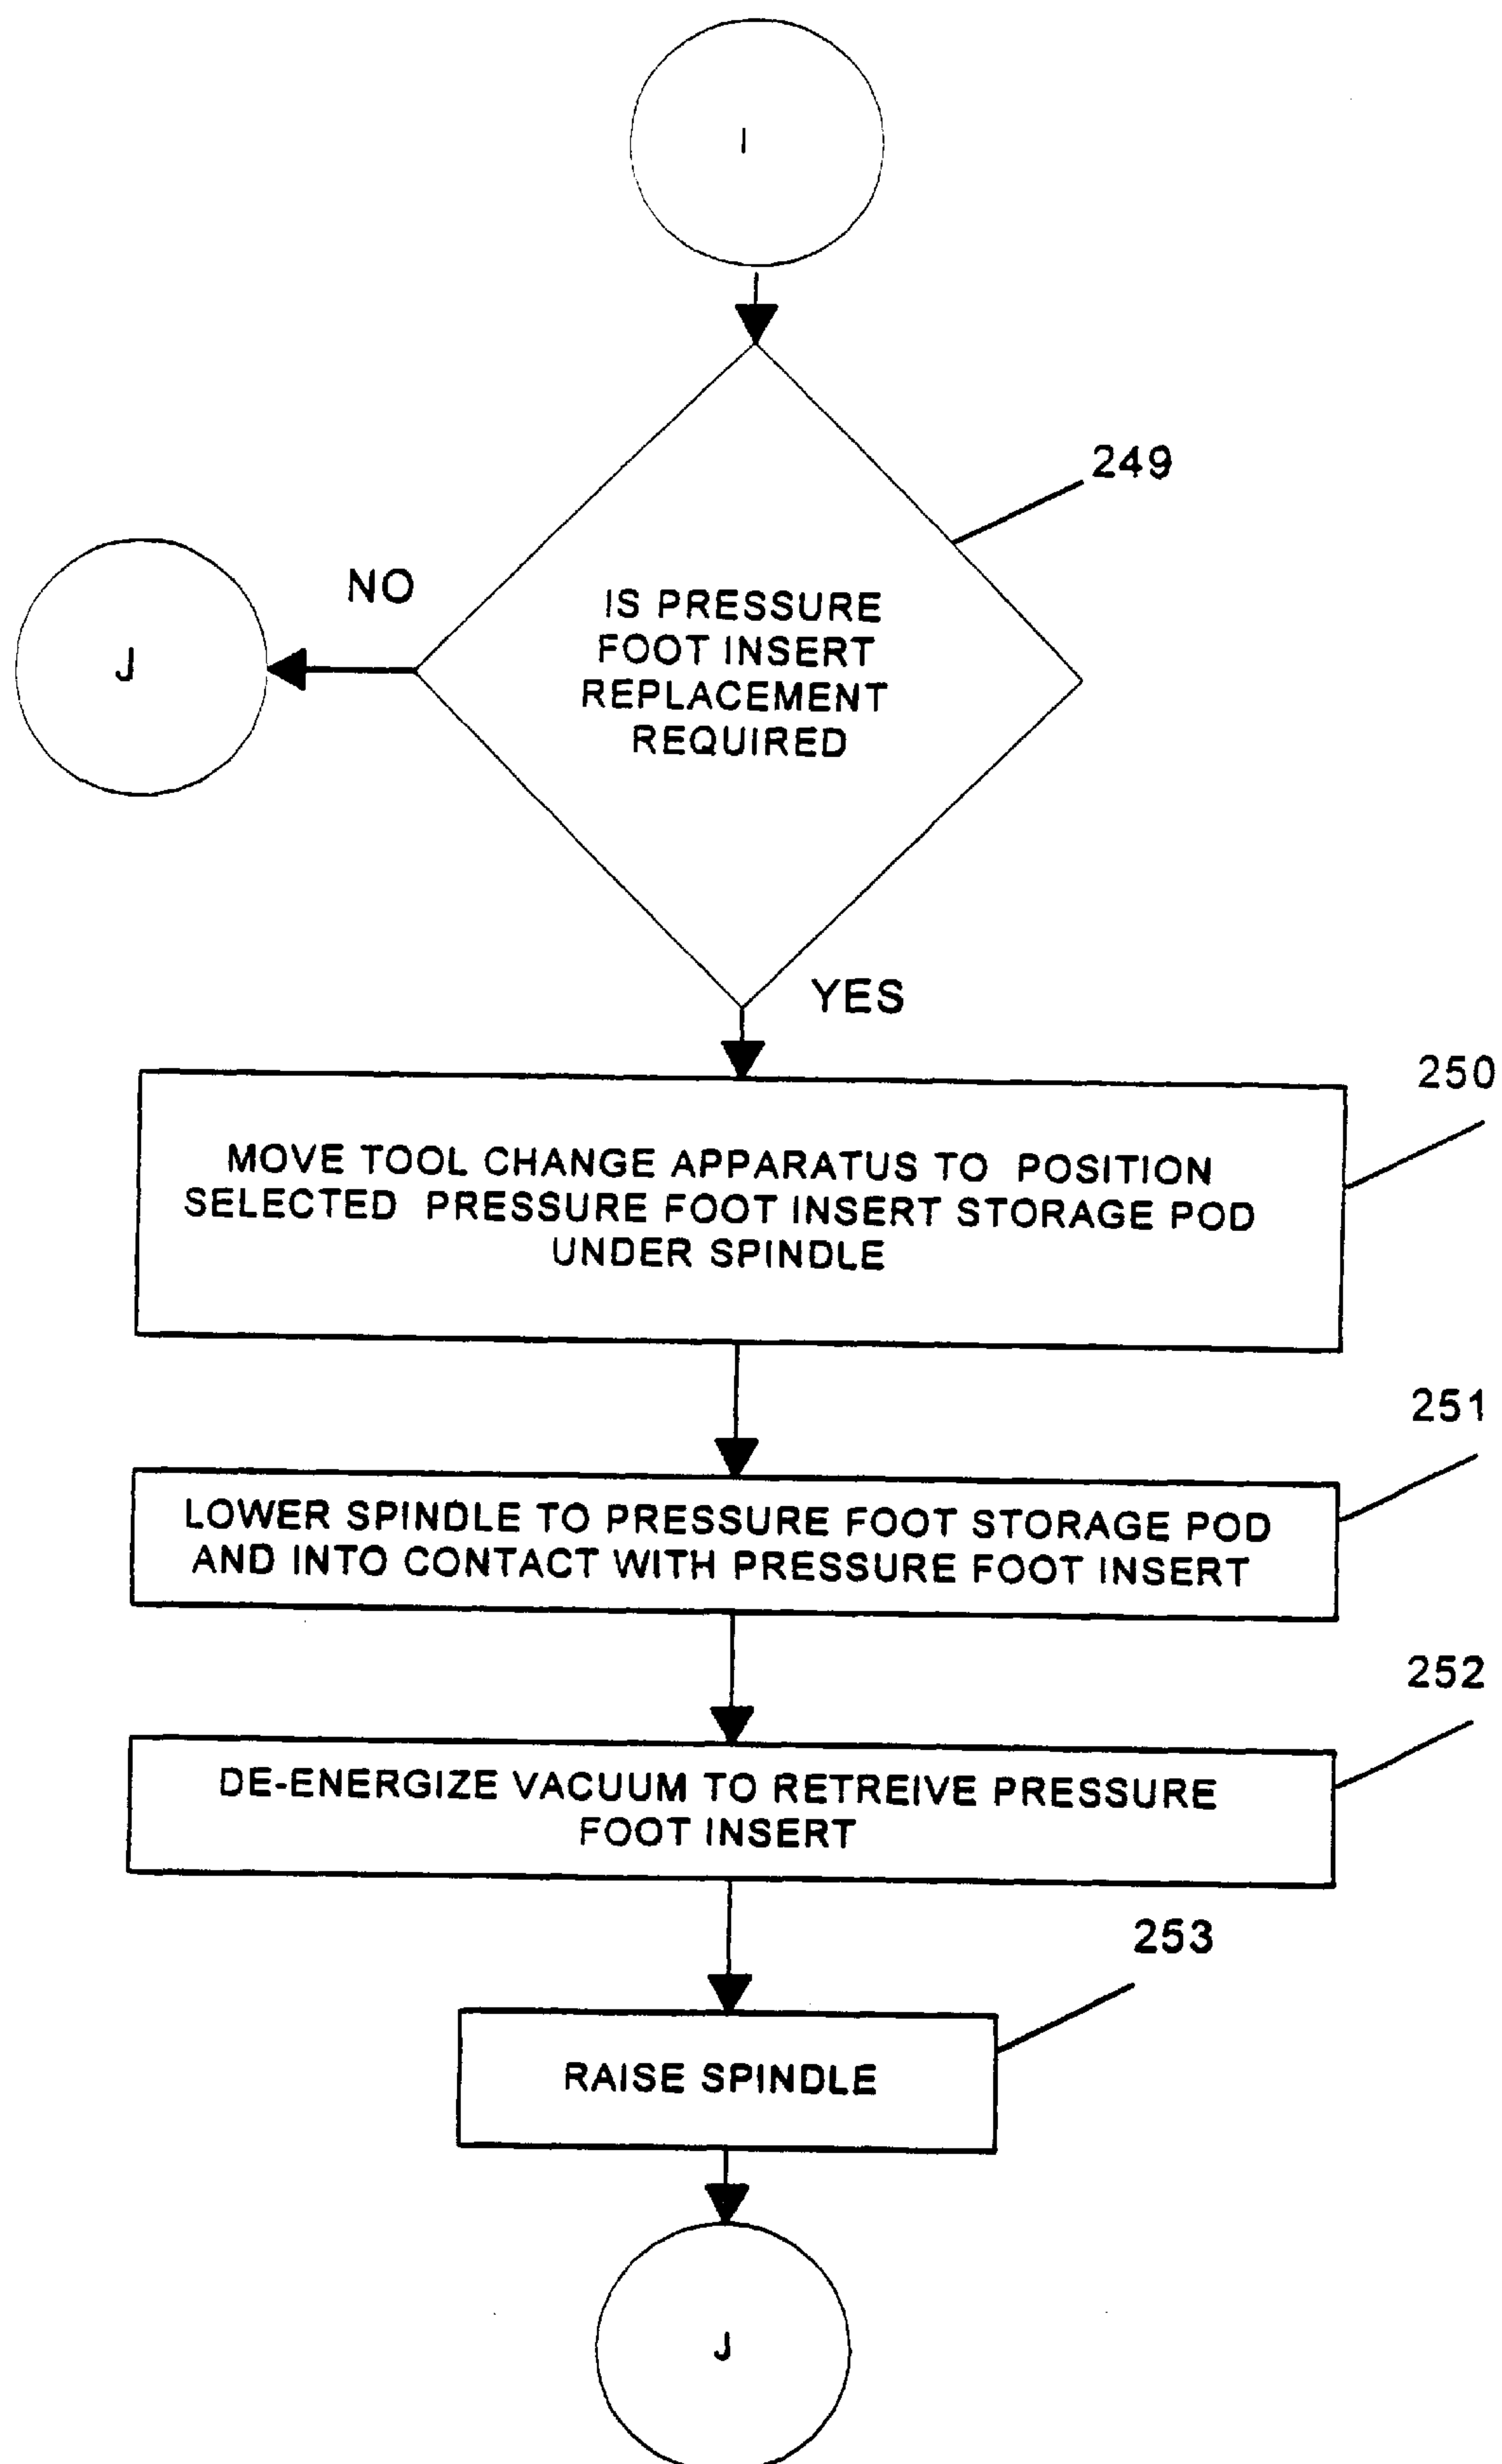 I
249
NO
J
IS PRESSURE
FOOT INSERT
REPLACEMENT
REQUIRED
YES
250
MOVE TOOL CHANGE APPARATUS TO POSITION
SELECTED PRESSURE FOOT INSERT STORAGE POD
UNDER SPINDLE
251
LOWER SPINDLE TO PRESSURE FOOT STORAGE POD
AND INTO CONTACT WITH PRESSURE FOOT INSERT
252
DE-ENERGIZE VACUUM TO RETREIVE PRESSURE
FOOT INSERT
253
RAISE SPINDLE
J